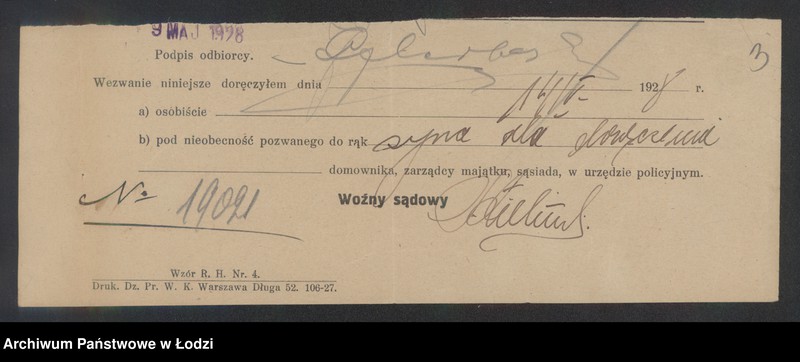 9 MAJ 1928
Podpis odbiorcy.
3
Wezwanie niniejsze doręczyłem dnia 14/V 1928 r.
a) osobiście
b) pod nieobecność pozwanego do rąk syna dla doręczenia
domownika, zarządcy majątku, sąsiada, w urzędzie policyjnym.
No 19021
Woźny sądowy
Wzór R. H. Nr. 4.
Druk. Dz. Pr. W. K. Warszawa Długa 52. 106-27.
Archiwum Państwowe w Łodzi